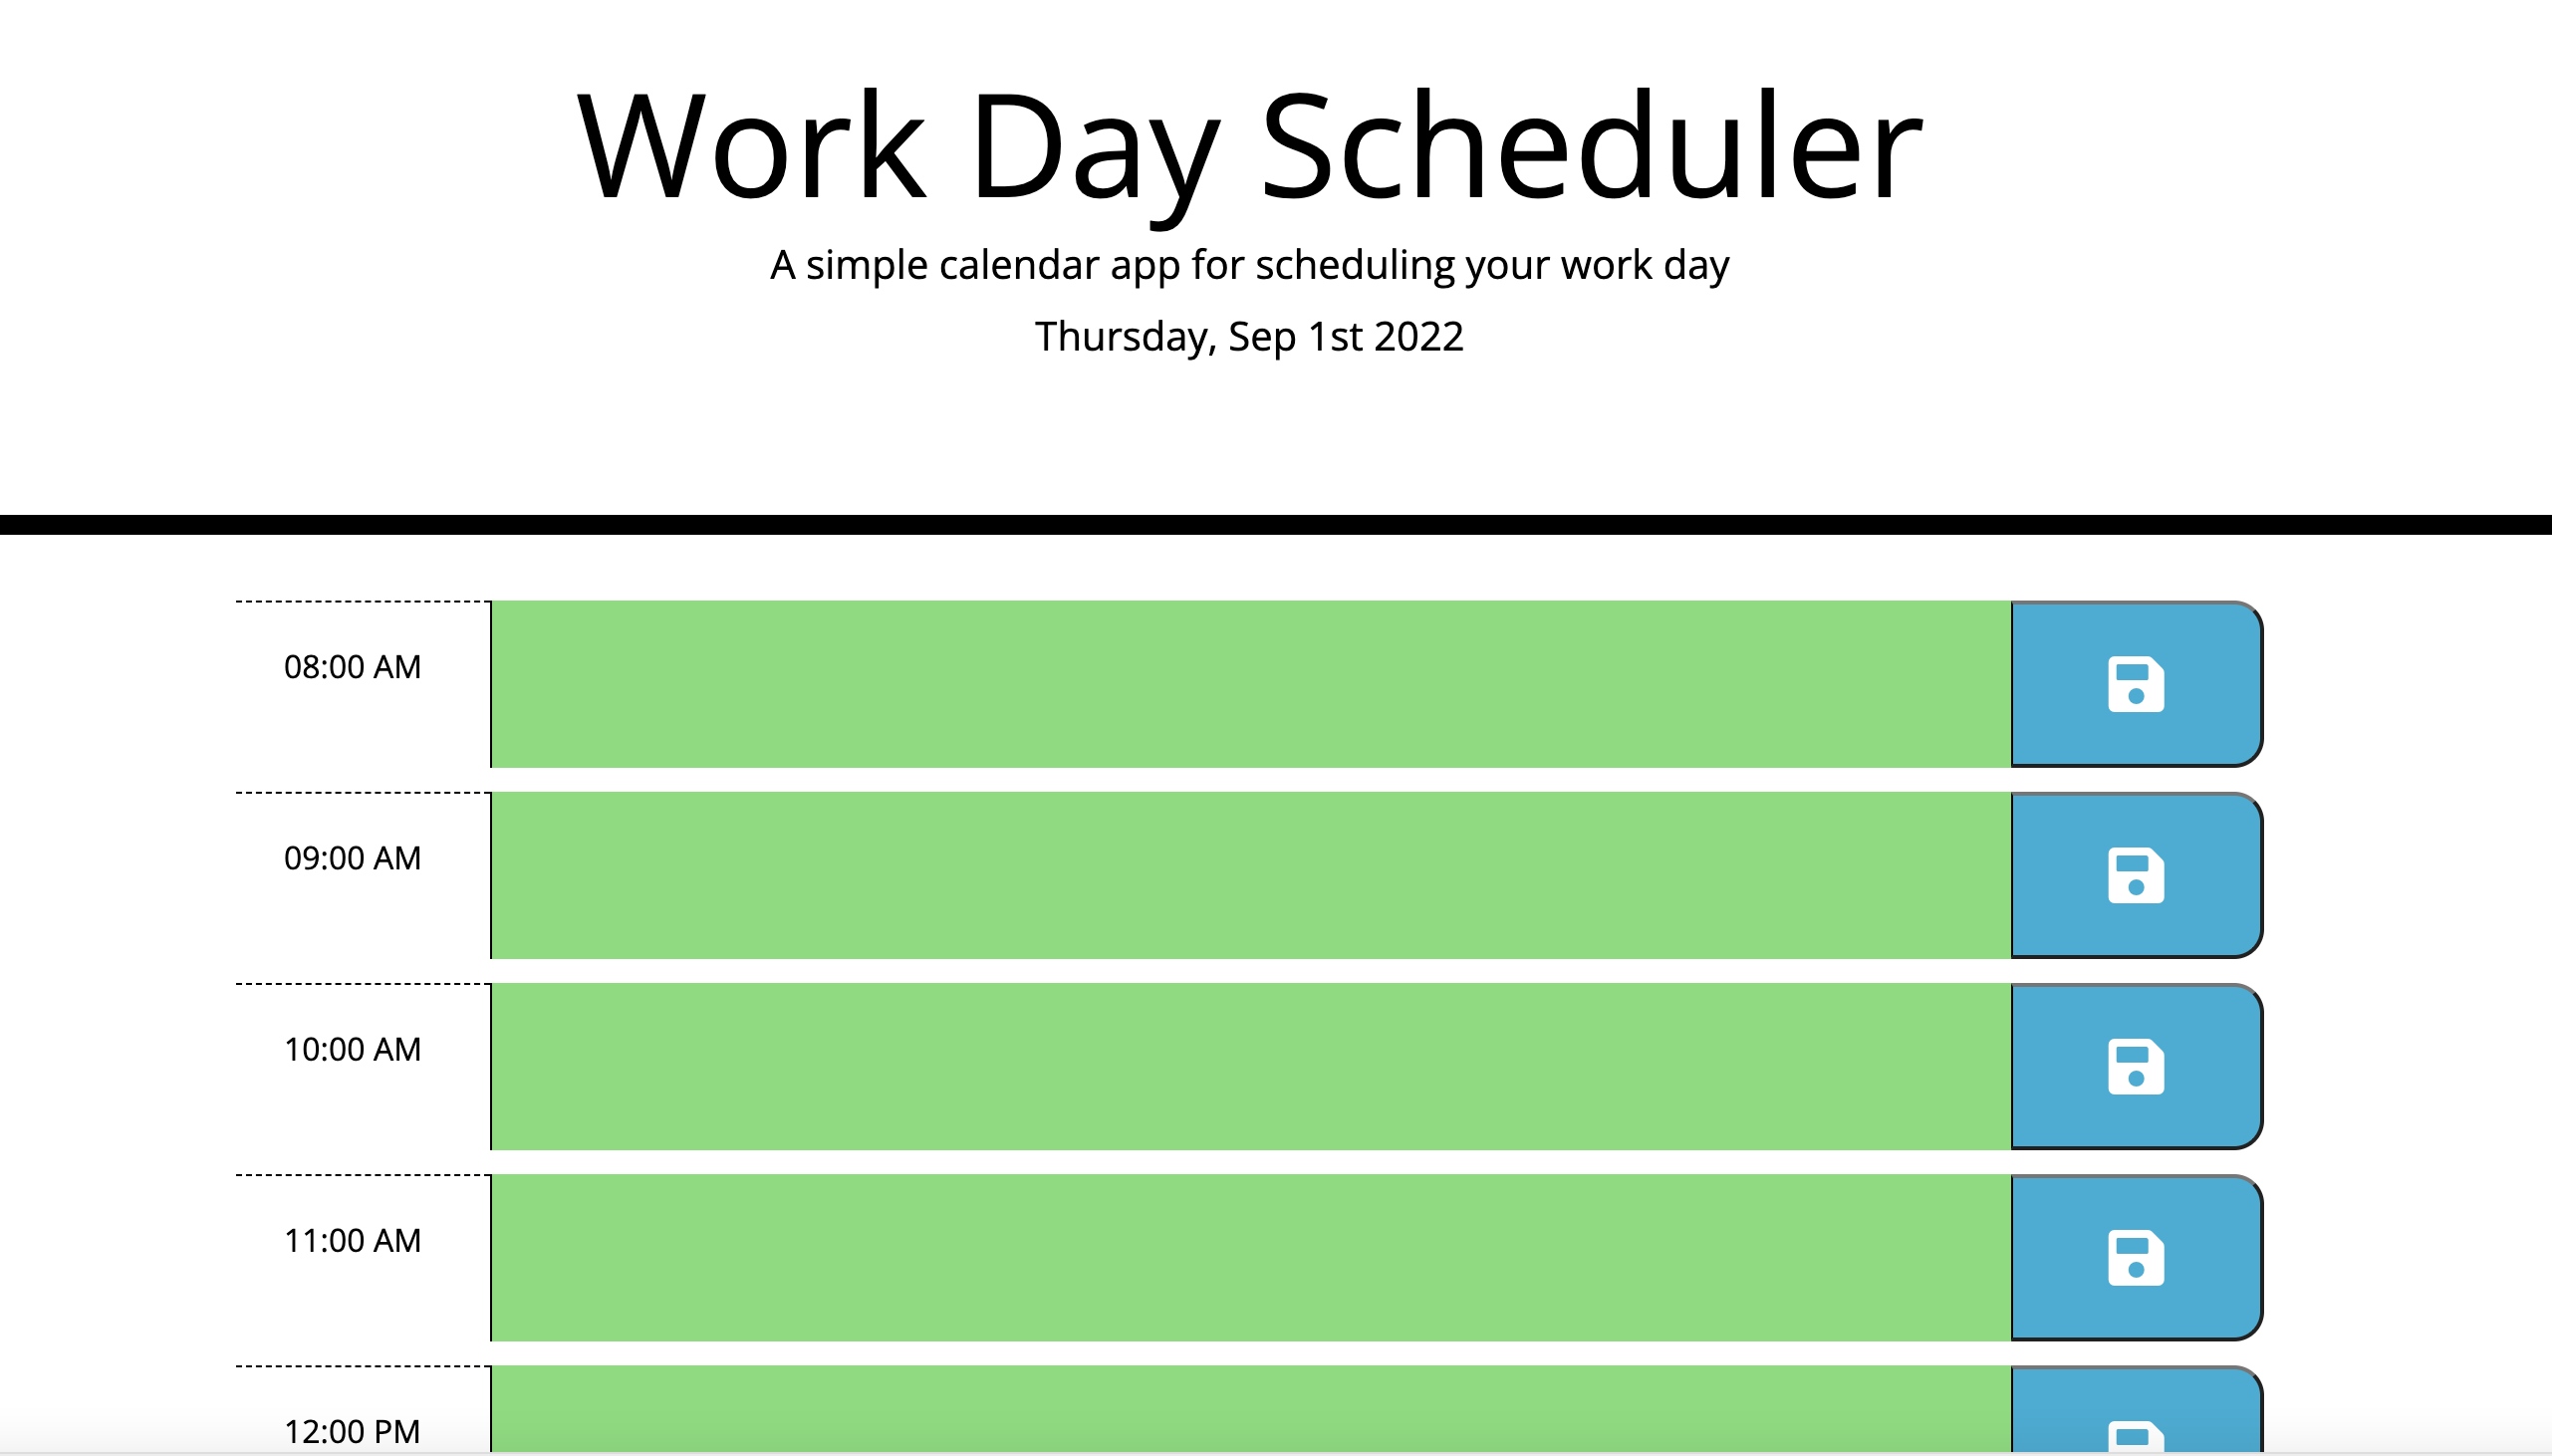 Work Day Scheduler
A simple calendar app for scheduling your work day
Thursday, Sep 1st 2022
08:00 AM
09:00 AM
10:00 AM
11:00 AM
12:00 PM